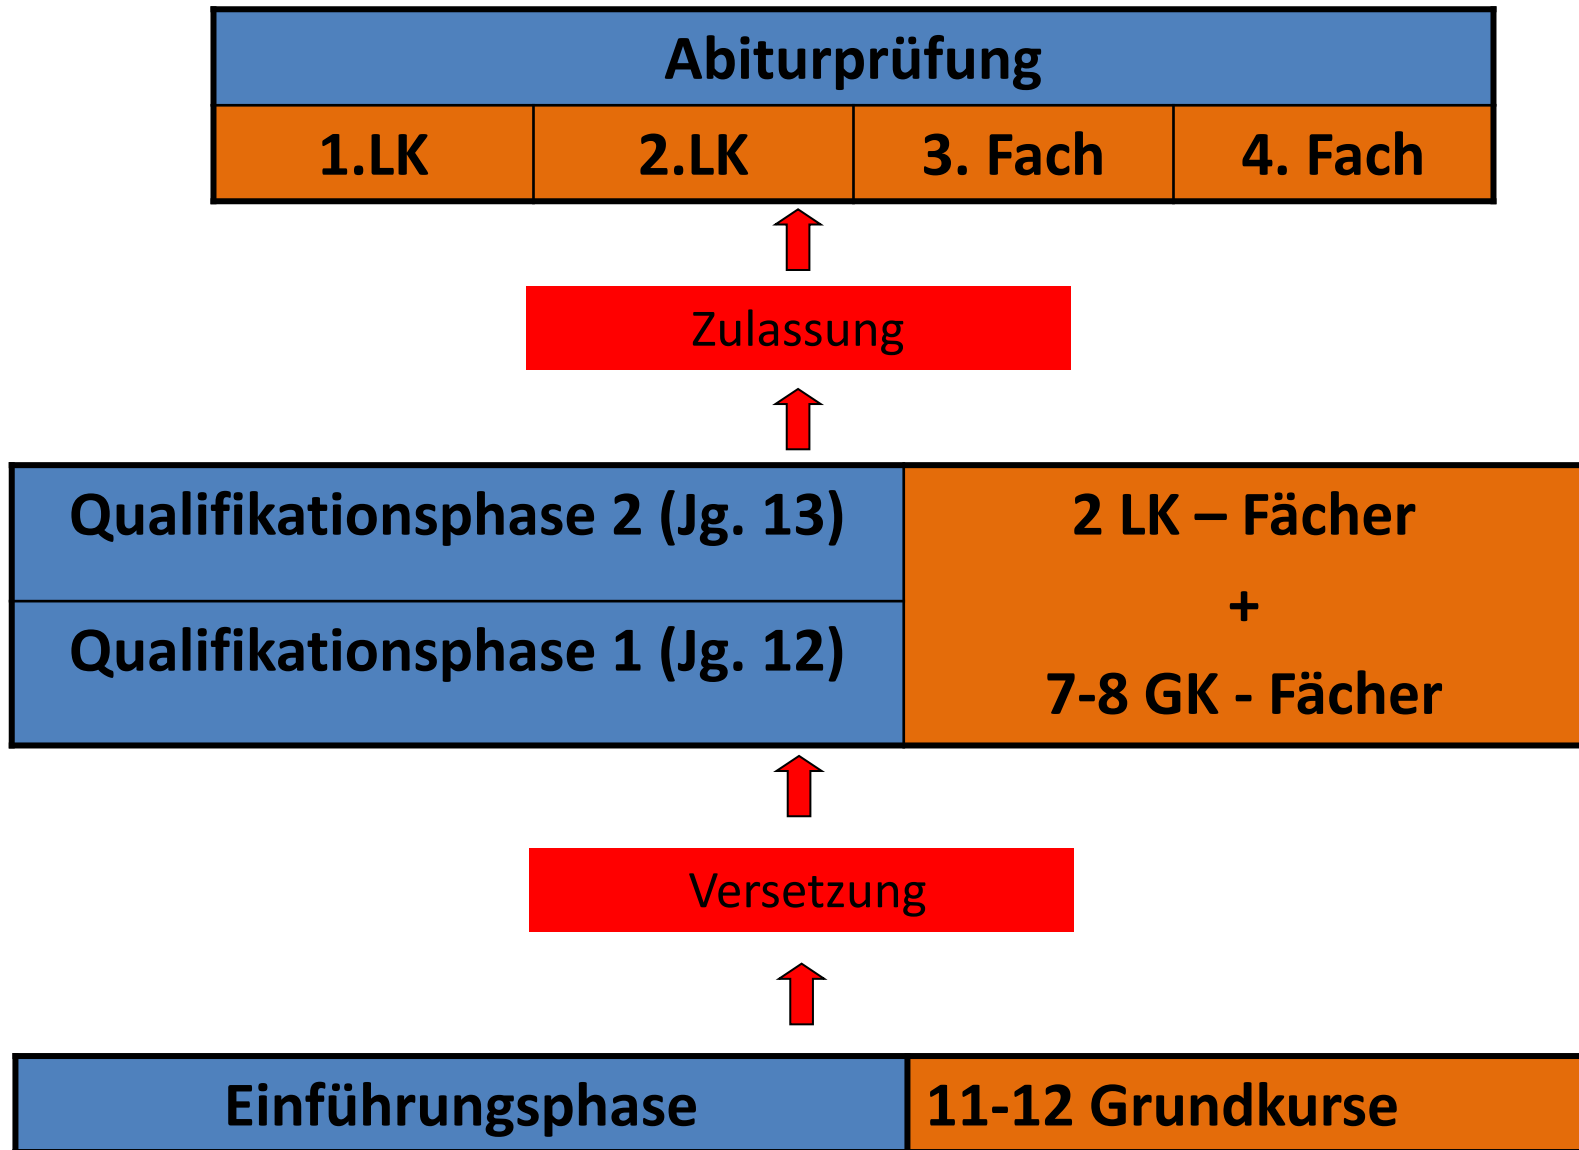 Abiturprüfung
1.LK 2.LK 3. Fach 4. Fach
Zulassung
Qualifikationsphase 2 (Jg. 13)
Qualifikationsphase 1 (Jg. 12)
2 LK – Fächer
+
7-8 GK - Fächer
Versetzung
Einführungsphase
11-12 Grundkurse